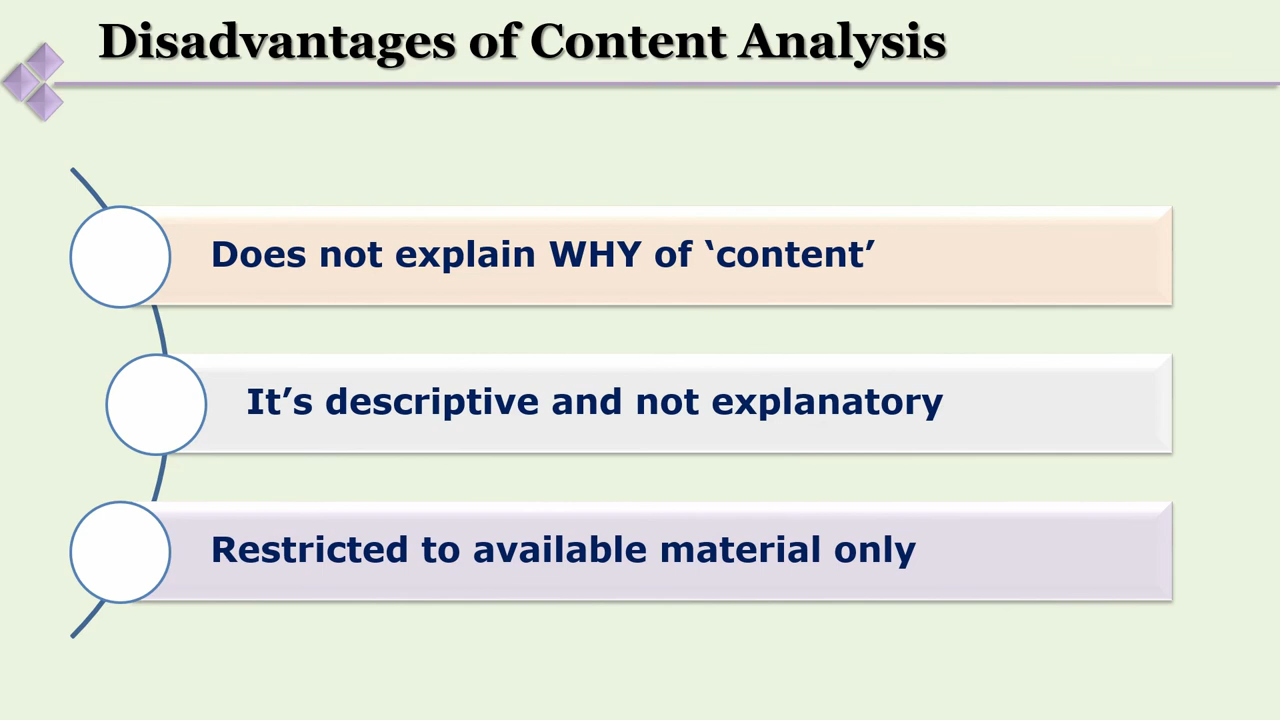 Disadvantages of Content Analysis
Does not explain WHY of ‘content’
It’s descriptive and not explanatory
Restricted to available material only